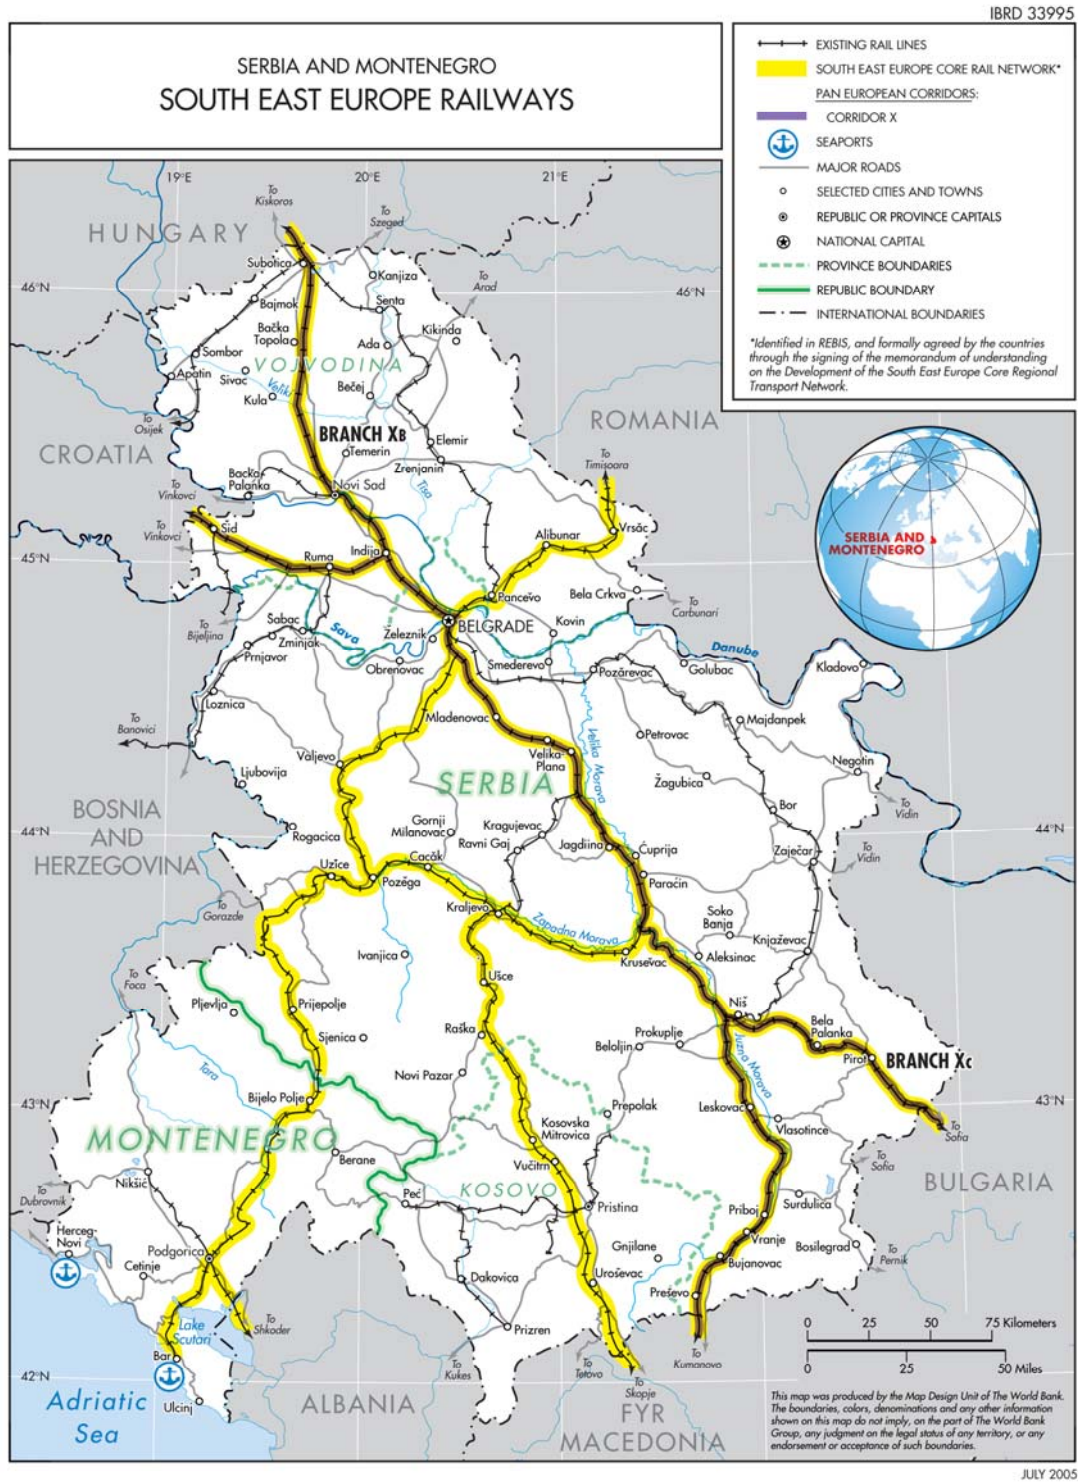 IBRD 33995
SERBIA AND MONTENEGRO
SOUTH EAST EUROPE RAILWAYS
EXISTING RAIL LINES
SOUTH EAST EUROPE CORE RAIL NETWORK*
PAN EUROPEAN CORRIDORS:
CORRIDOR X
SEAPORTS
MAJOR ROADS
SELECTED CITIES AND TOWNS
REPUBLIC OR PROVINCE CAPITALS
NATIONAL CAPITAL
PROVINCE BOUNDARIES
REPUBLIC BOUNDARY
INTERNATIONAL BOUNDARIES
*Identified in REBIS, and formally agreed by the countries
through the signing of the memorandum of understanding
on the Development of the South East Europe Core Regional
Transport Network.
19°E
20°E
21°E
To
Kiskoros
To
Szeged
HUNGARY
Subotica
Kanjiza
To
Arad
46°N
46°N
Bajmok
Senta
Bačka
Topola
Kikinda
Ada
Sombor
VOJVODINA
Apatin
Sivac
Veliki
Bečej
Kula
To
Osijek
ROMANIA
CROATIA
BRANCH XB
Temerin
Elemir
Zrenjanin
To
Timisoara
Backa
Palanka
Novi Sad
Tisa
To
Vinkovci
To
Vinkovci
Šid
Vrsăc
Alibunar
Indija
45°N
45°N
Ruma
SERBIA AND
MONTENEGRO
Pancevo
Bela Crkva
To
Carbunari
To
Bijeljina
Sabac
Sava
Zminjak
Železnik
BELGRADE
Kovin
Prnjavor
Obrenovac
Smederevo
Danube
Požărevac
Golubac
Kladovo
Loznica
To
Banovici
Mladenovac
Majdanpek
Petrovac
Velika Morava
Valjevo
Velika
Plana
Negotin
Ljubovija
SERBIA
Žagubica
To
Vidin
BOSNIA
AND
HERZEGOVINA
Bor
44°N
44°N
Rogacica
Gornji
Milanovac
Kragujevac
Ravni Gaj
Jagdiina
Ćuprija
Zaječar
To
Vidin
Uzîce
Cacăk
Pozĕga
Paraćin
To
Gorazde
Kraljevo
Zapadna Morava
Soko
Banja
Knjaževac
Ivanjica
Krusevac
Aleksinac
To
Foca
Ušce
Pljevlja
Prijepolje
Niš
Bela
Palanka
Sjenica
Raška
Prokuplje
Beloljin
Pirot
BRANCH Xc
Tara
Juzna Morava
Novi Pazar
43°N
43°N
Bijelo Polje
Prepolak
Leskovac
Vlasotince
To
Sofia
MONTENEGRO
Kosovska
Mitrovica
Berane
Vučitrn
To
Sofia
To
Dubrovnik
Nikšić
BULGARIA
Peć
KOSOVO
Pristina
Surdulica
Herceg-
Novi
Priboj
Vranje
Bosilegrad
To
Pernik
Podgorica
Gnjilane
Bujanovac
Cetinje
Dakovica
Uroševac
Preševo
To
Shkoder
Lake
Scutari
Prizren
0 25 50 75 Kilometers
0 25 50 Miles
Bar
To
Kukes
To
Tetovo
To
Kumanovo
42°N
To
Skopje
Adriatic
Sea
Ulcinj
ALBANIA
FYR
MACEDONIA
This map was produced by the Map Design Unit of The World Bank.
The boundaries, colors, denominations and any other information
shown on this map do not imply, on the part of The World Bank
Group, any judgment on the legal status of any territory, or any
endorsement or acceptance of such boundaries.
JULY 2005